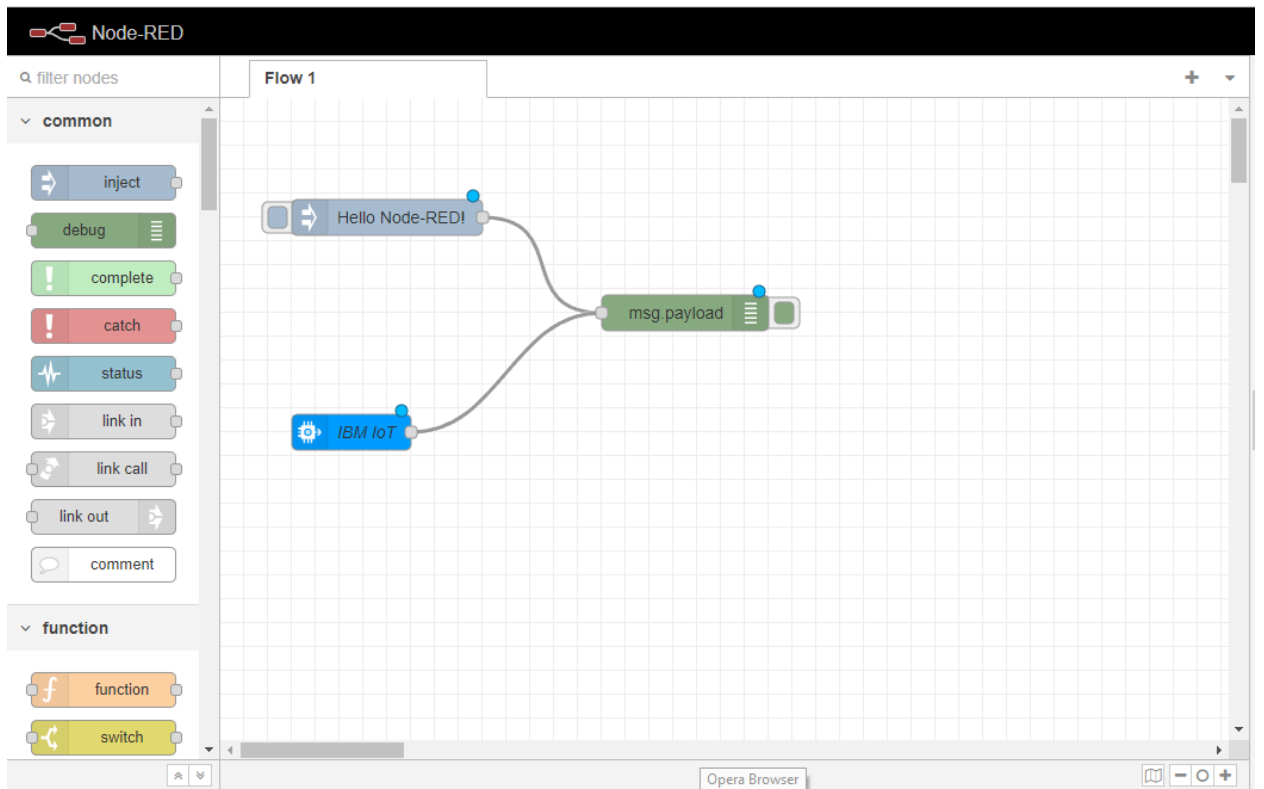 Node-RED
filter nodes
Flow 1
common
inject
debug
complete
catch
status
link in
link call
link out
comment
function
function
switch
Hello Node-RED!
msg.payload
IBM IoT
Opera Browser